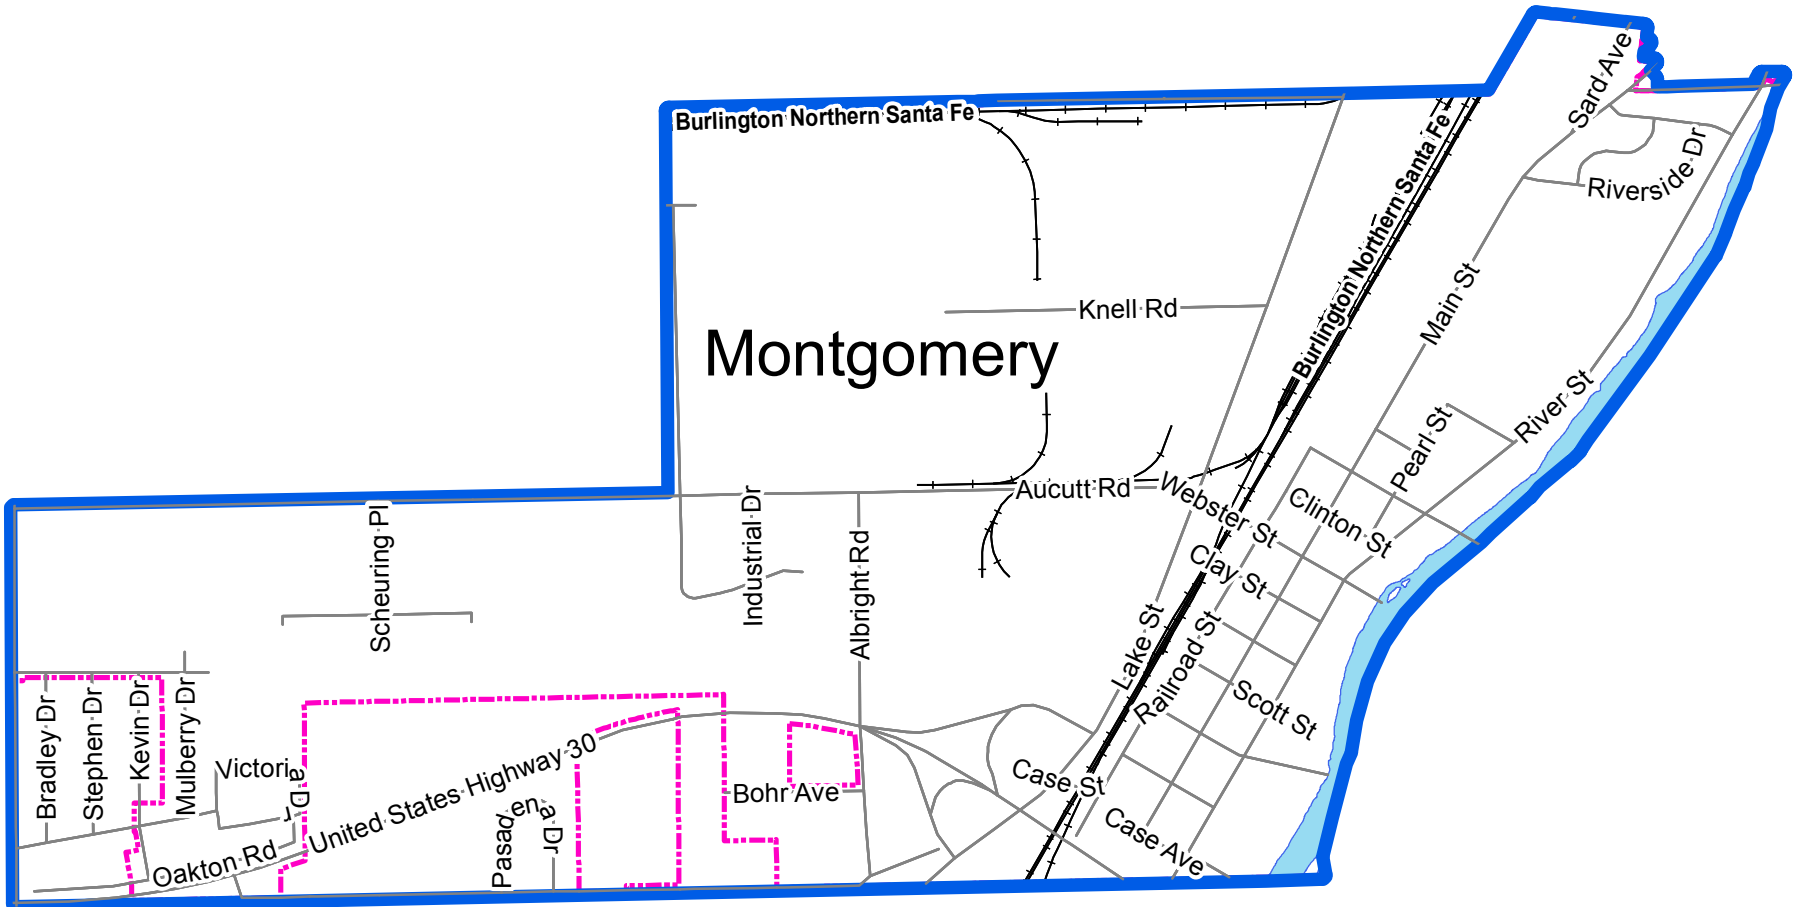 Sard Ave
Burlington Northern Santa Fe
Burlington Northern Santa Fe
Riverside Dr
Knell Rd
Main St
Montgomery
River St
Pearl St
Aucutt Rd
Webster St
Clinton St
Scheuring Pl
Industrial Dr
Albright Rd
Clay St
Lake St
Railroad St
Scott St
Bradley Dr
Stephen Dr
Kevin Dr
Mulberry Dr
Victoria Dr
United States Highway 30
Bohr Ave
Case St
Pasadena Dr
Case Ave
Oakton Rd